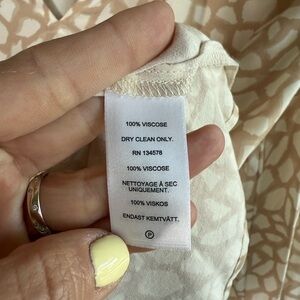 100% VISCOSE
DRY CLEAN ONLY.
RN 134578
100% VISCOSE
NETTOYAGE À SEC
UNIQUEMENT.
100% VISKOS
ENDAST KEMTVÄTT.
P